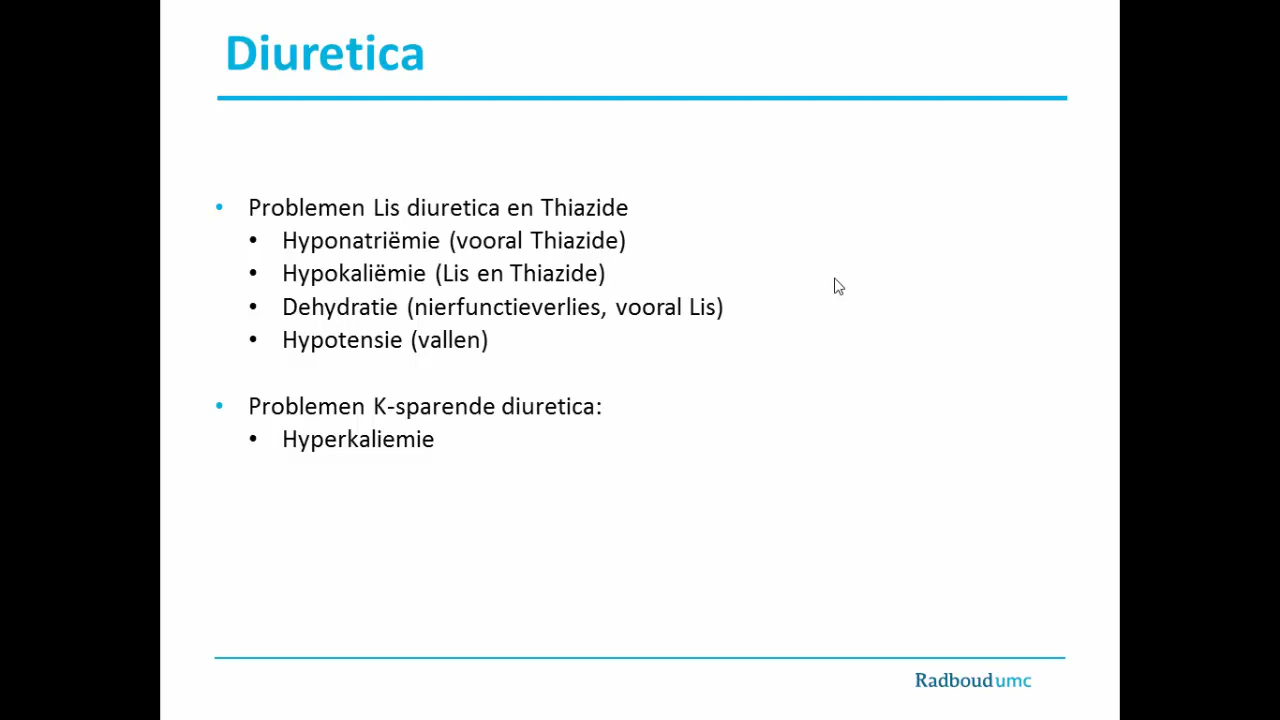 Diuretica
• Problemen Lis diuretica en Thiazide
• Hyponatriëmie (vooral Thiazide)
• Hypokaliëmie (Lis en Thiazide)
• Dehydratie (nierfunctieverlies, vooral Lis)
• Hypotensie (vallen)
• Problemen K-sparende diuretica:
• Hyperkaliemie
Radboudumc